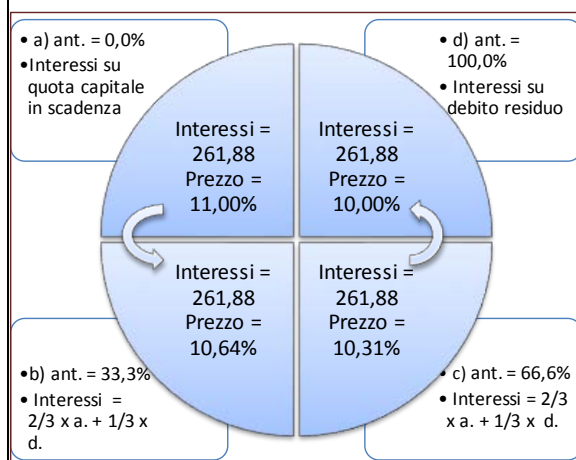 • a) ant. = 0,0%
• Interessi su
quota capitale
in scadenza
• d) ant. =
100,0%
• Interessi su
debito residuo
Interessi =
261,88
Prezzo =
11,00%
Interessi =
261,88
Prezzo =
10,00%
Interessi =
261,88
Prezzo =
10,64%
Interessi =
261,88
Prezzo =
10,31%
•b) ant. = 33,3%
• Interessi =
2/3 x a. + 1/3 x
d.
• c) ant. = 66,6%
• Interessi = 2/3
x a. + 1/3 x d.